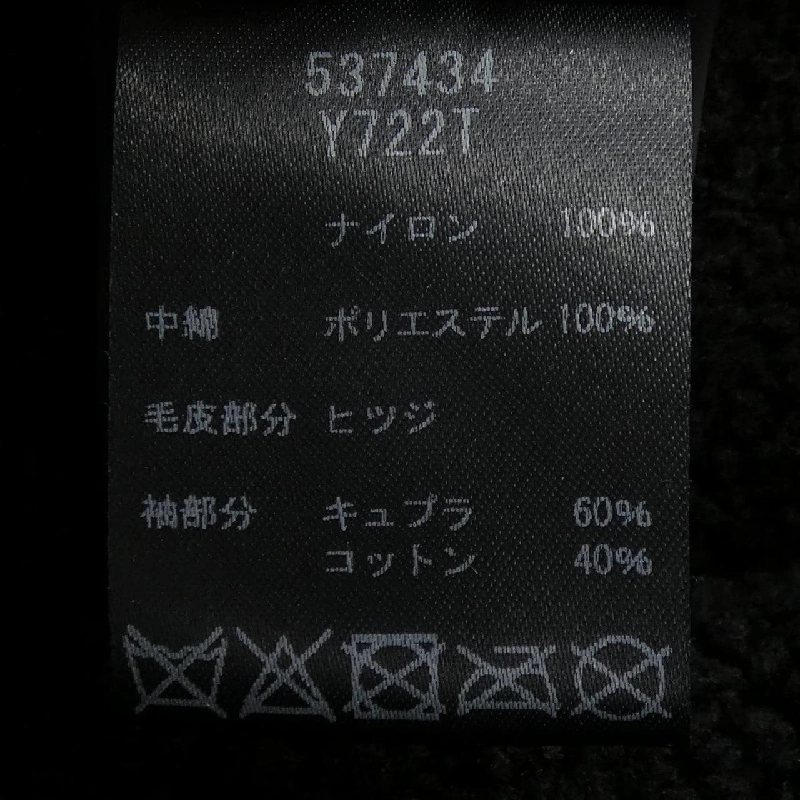 537434
Y722T
ナイロン 100%
中綿 ポリエステル 100%
毛皮部分 ヒツジ
袖部分 キュプラ 60%
コットン 40%